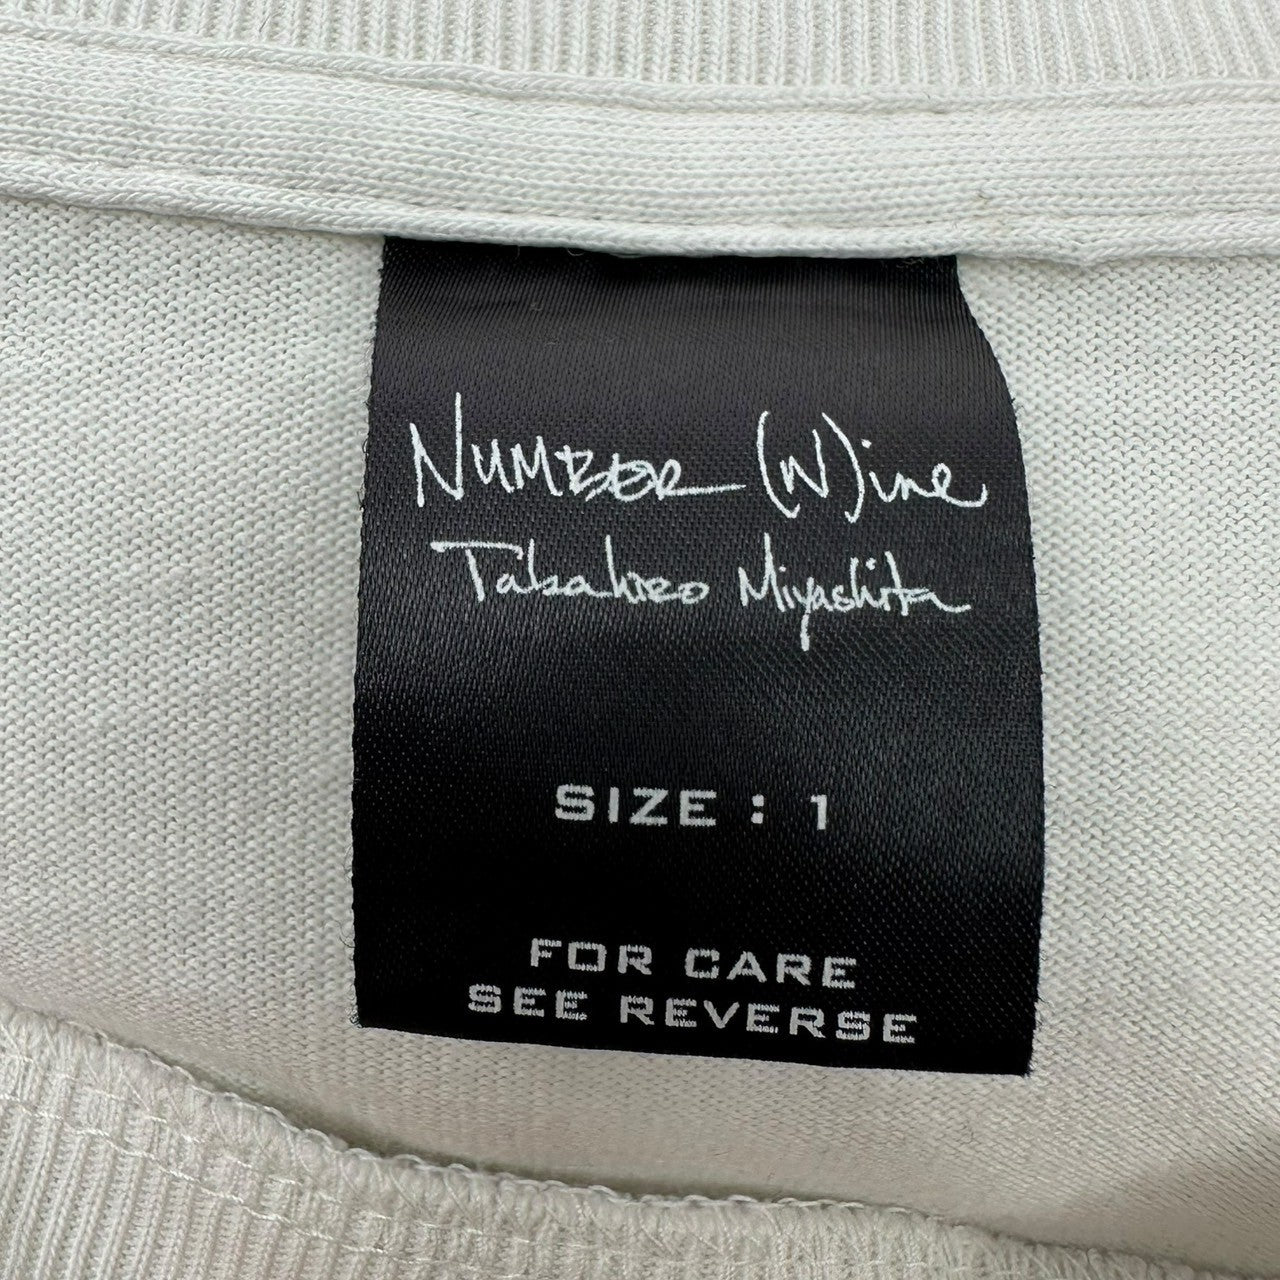 NUMBER (N)ine
Takahiro Miyashita
SIZE : 1
FOR CARE
SEE REVERSE